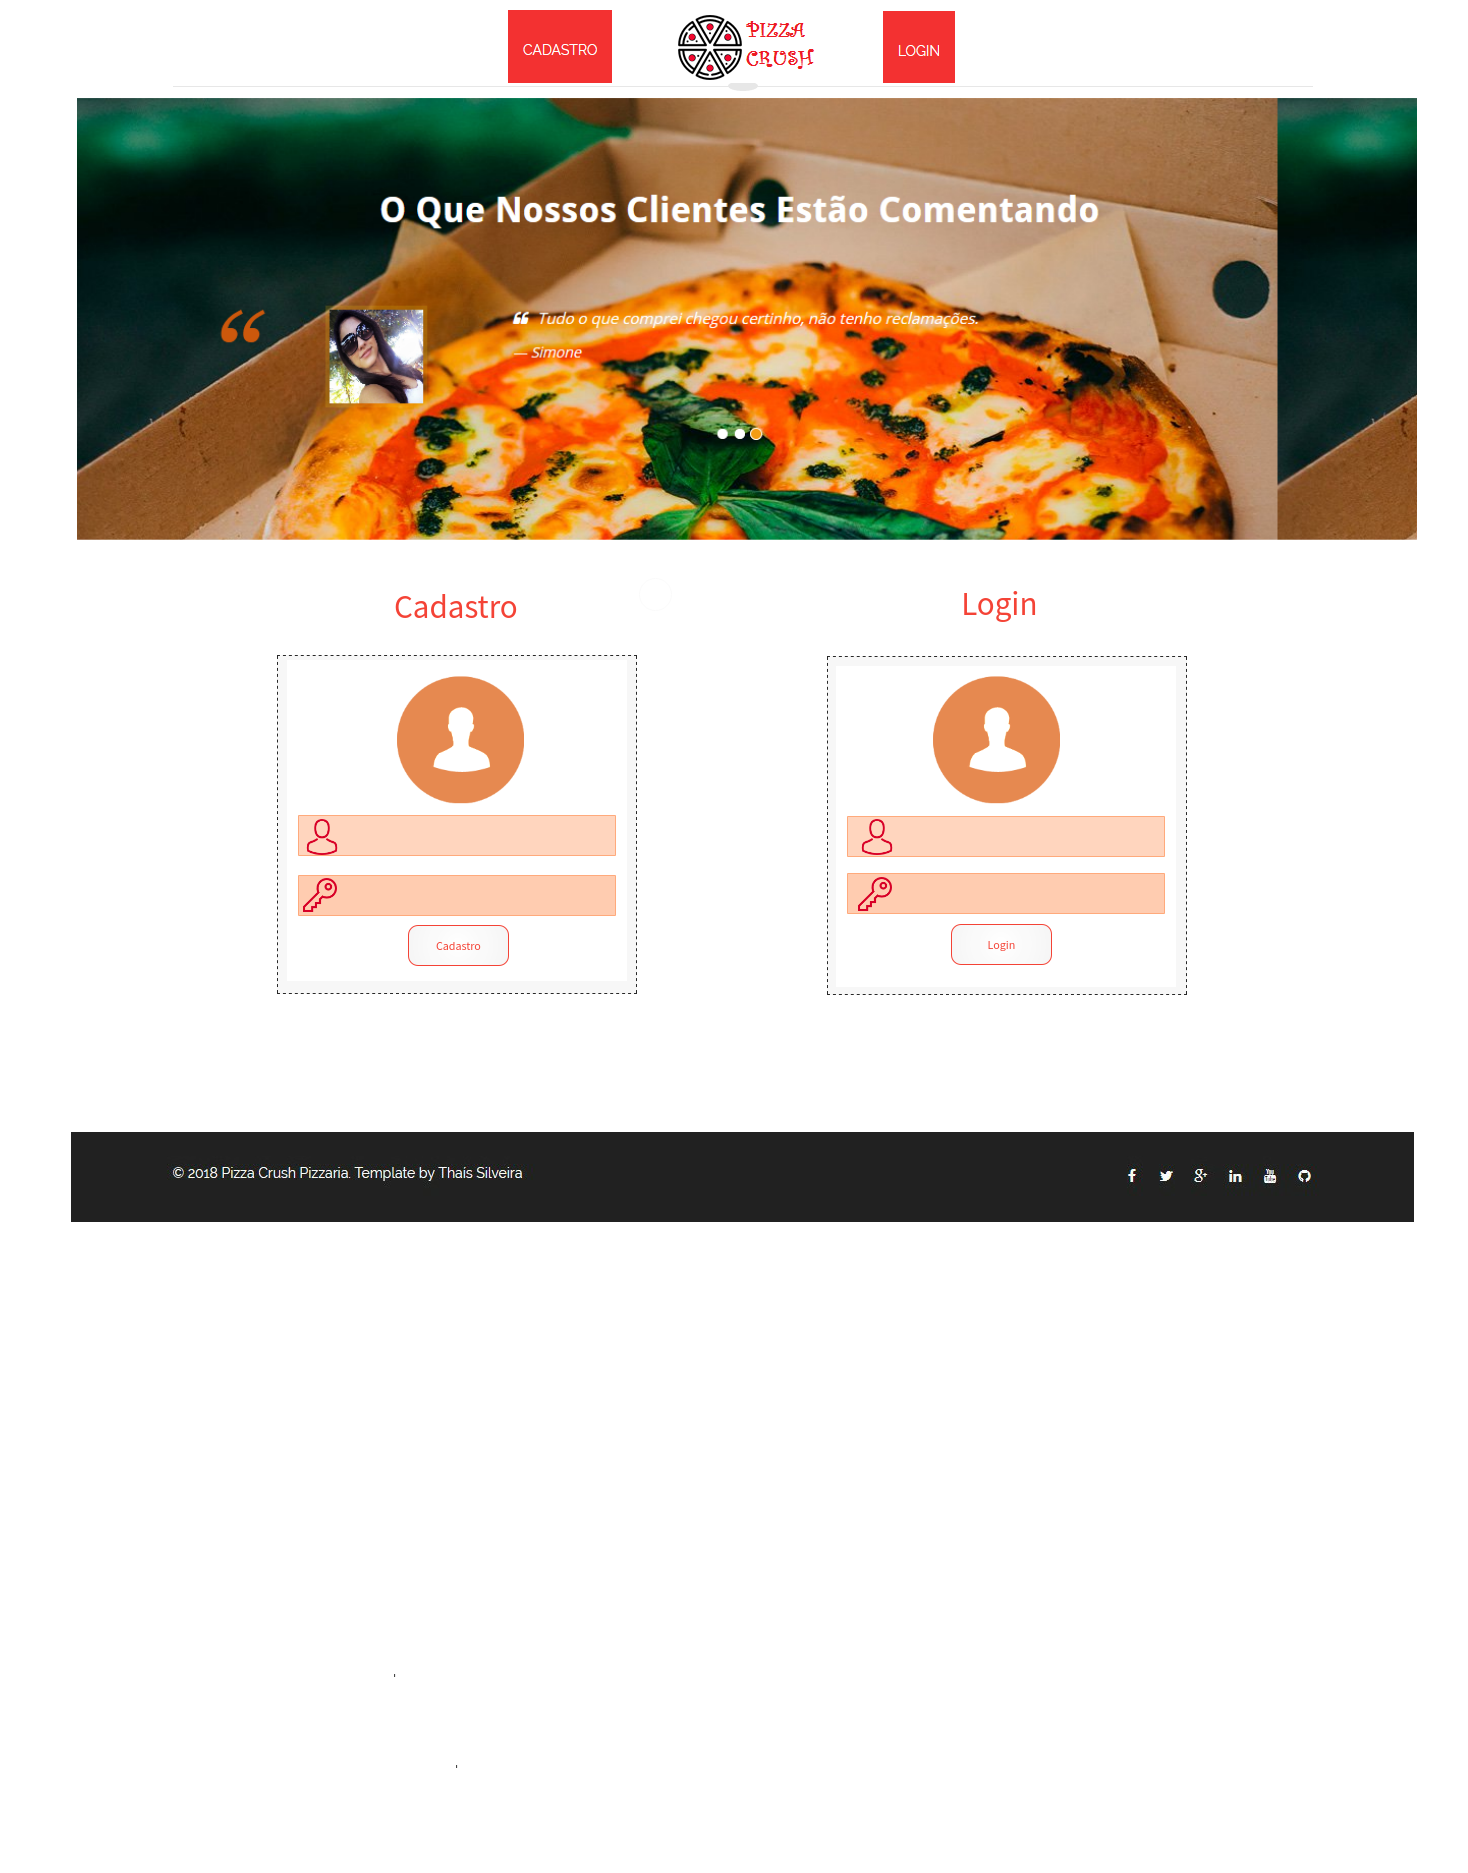 CADASTRO
PIZZA
CRUSH
LOGIN
O Que Nossos Clientes Estão Comentando
“
“ Tudo o que comprei chegou certinho, não tenho reclamações.
— Simone
Cadastro
Login
Cadastro
Login
© 2018 Pizza Crush Pizzaria. Template by Thaís Silveira